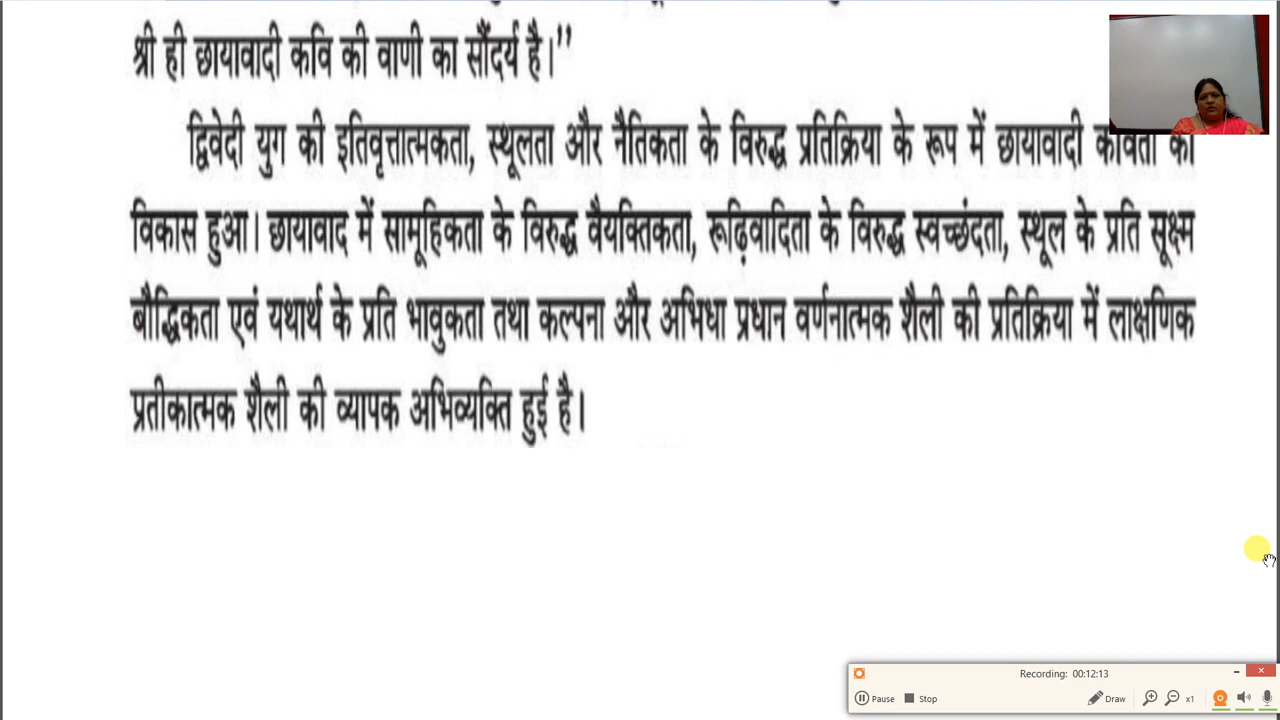 श्री ही छायावादी कवि की वाणी का सौंदर्य है।”
द्विवेदी युग की इतिवृत्तात्मकता, स्थूलता और नैतिकता के विरुद्ध प्रतिक्रिया के रूप में छायावादी कविता का
विकास हुआ। छायावाद में सामूहिकता के विरुद्ध वैयक्तिकता, रूढ़िवादिता के विरुद्ध स्वच्छंदता, स्थूल के प्रति सूक्ष्म
बौद्धिकता एवं यथार्थ के प्रति भावुकता तथा कल्पना और अभिधा प्रधान वर्णनात्मक शैली की प्रतिक्रिया में लाक्षणिक
प्रतीकात्मक शैली की व्यापक अभिव्यक्ति हुई है।
Recording: 00:12:13
Pause Stop Draw x1